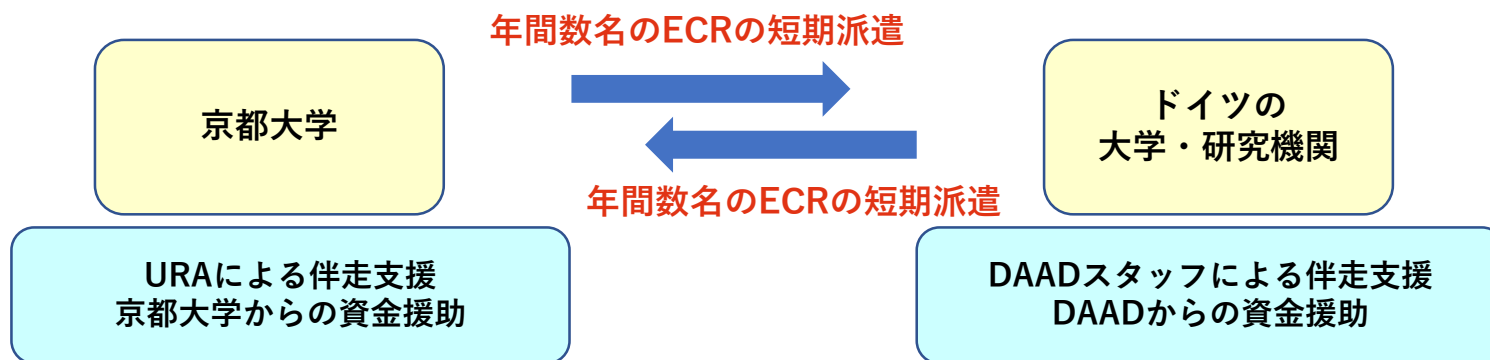 年間数名のECRの短期派遣
京都大学
ドイツの
大学・研究機関
年間数名のECRの短期派遣
URAによる伴走支援
京都大学からの資金援助
DAADスタッフによる伴走支援
DAADからの資金援助